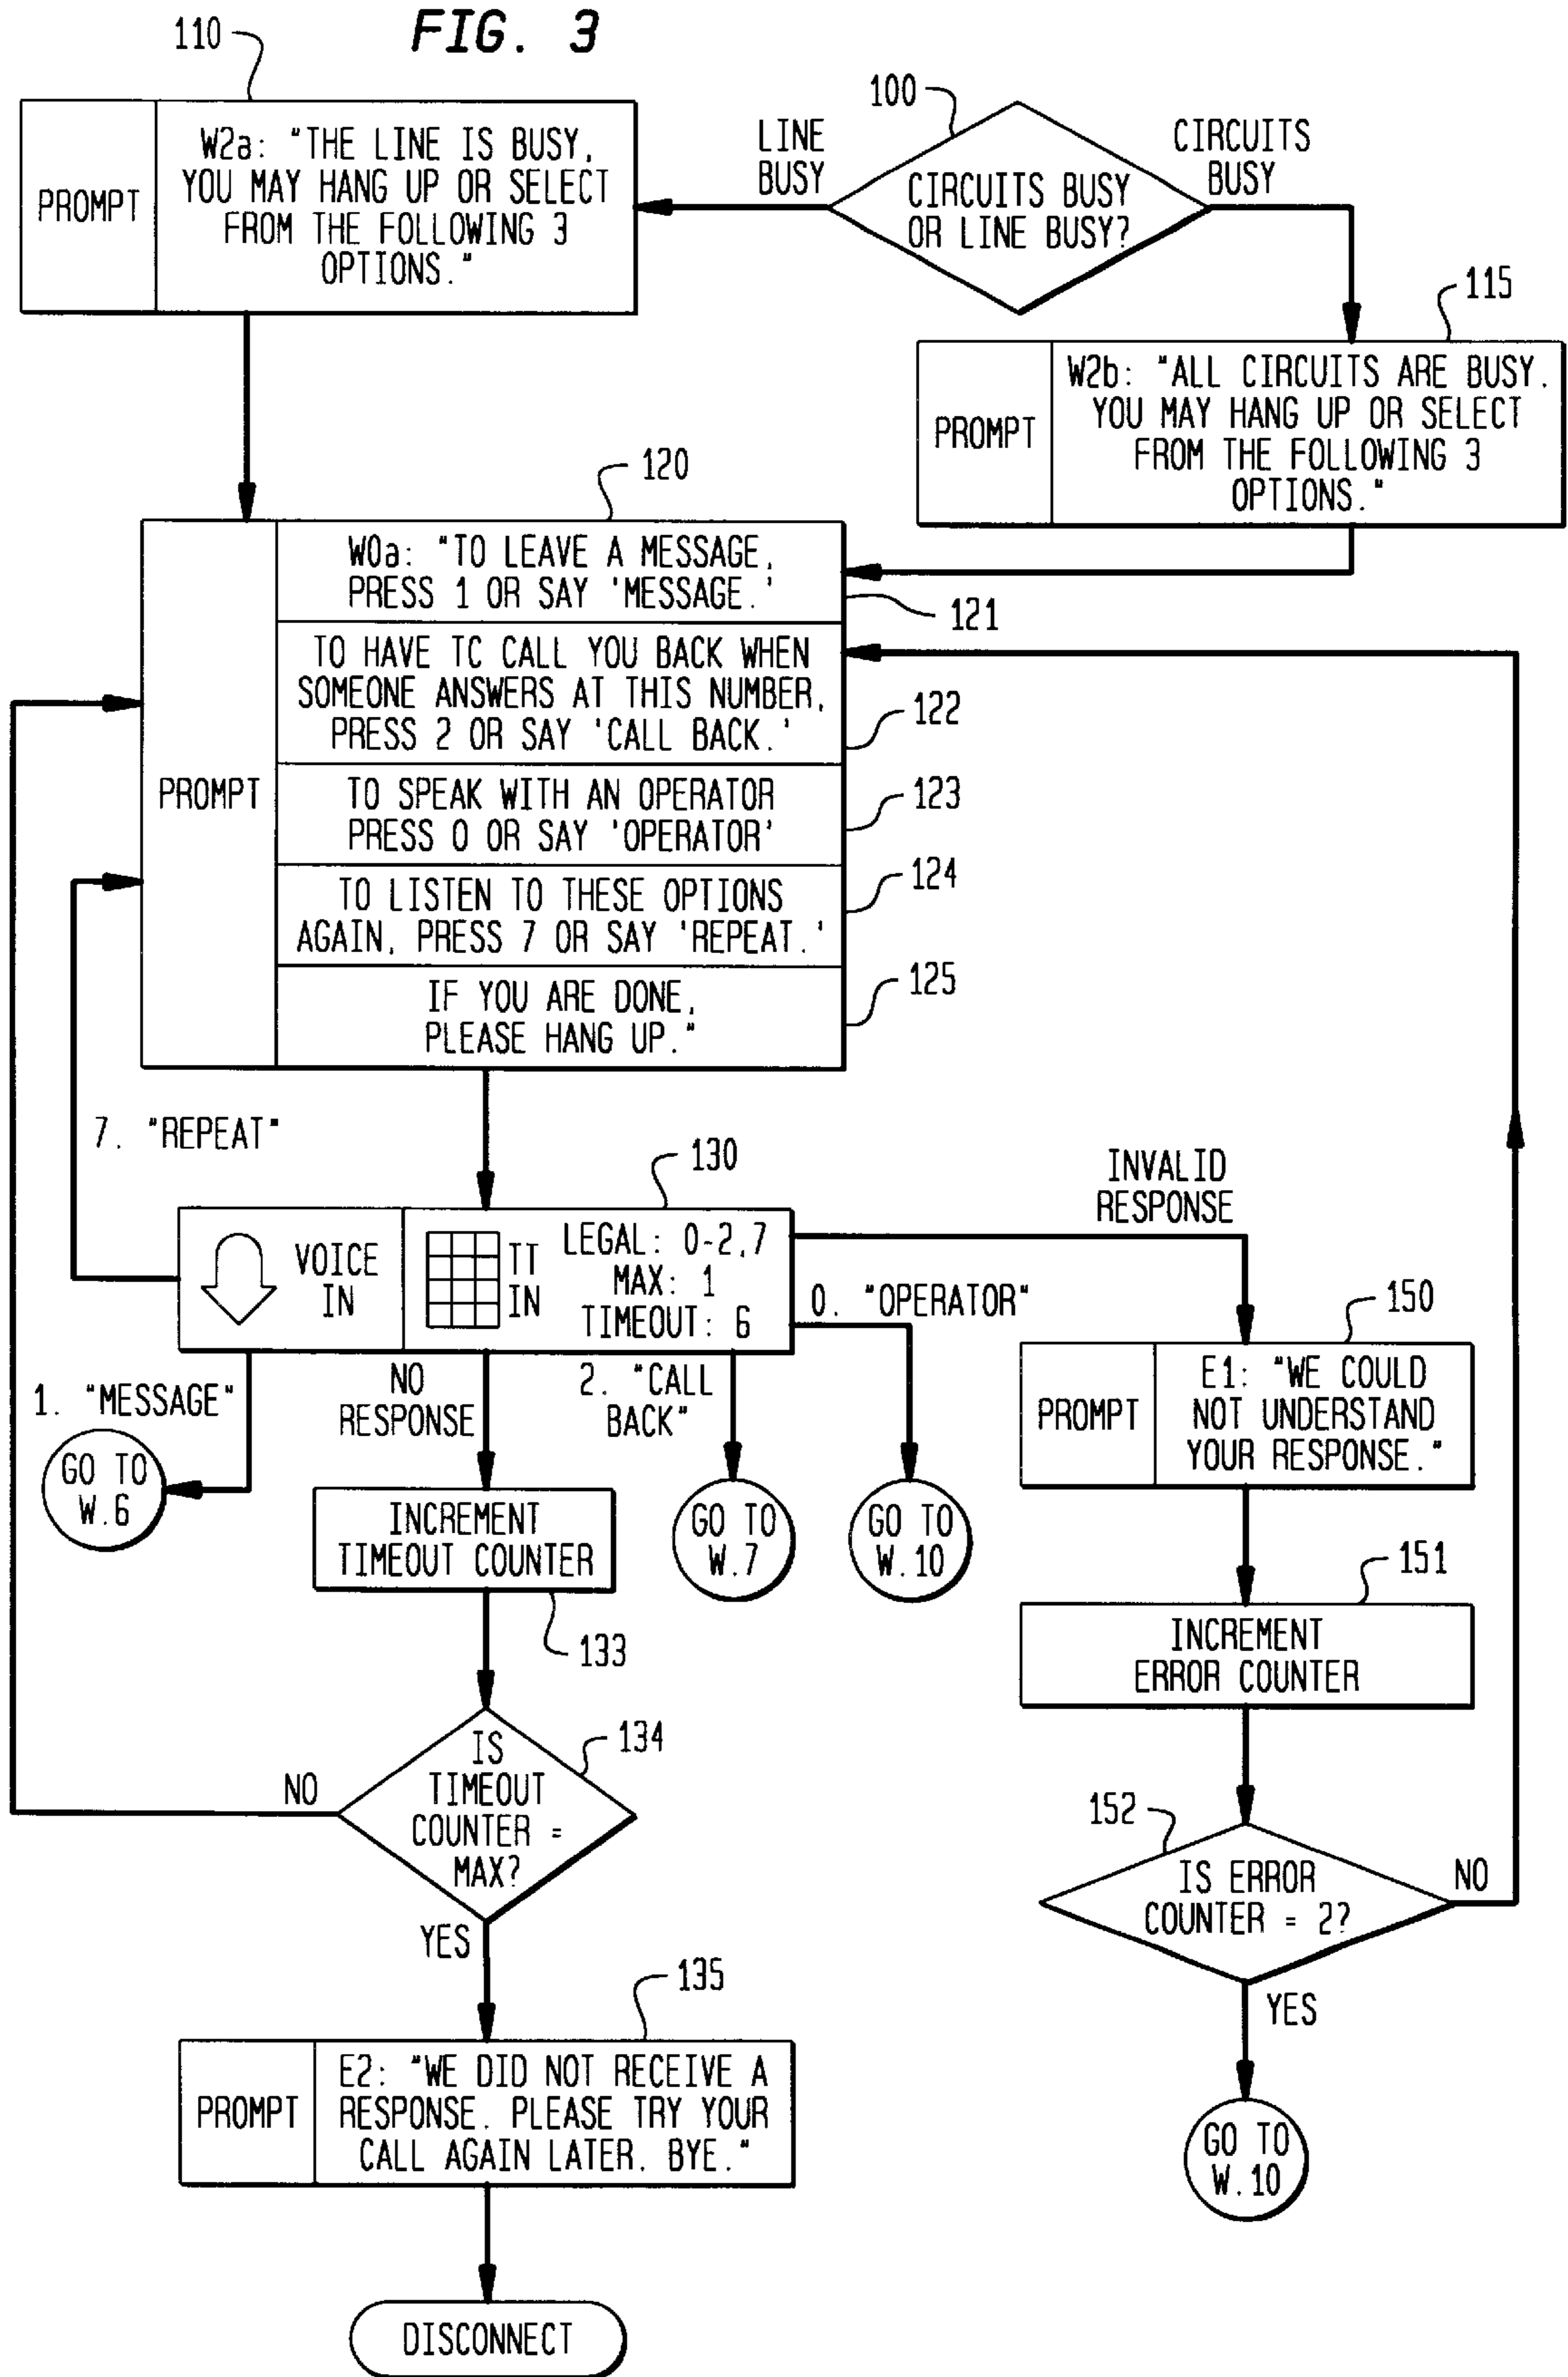 FIG. 3
110
100
LINE
BUSY
CIRCUITS
BUSY
CIRCUITS BUSY
OR LINE BUSY?
PROMPT
W2a: "THE LINE IS BUSY,
YOU MAY HANG UP OR SELECT
FROM THE FOLLOWING 3
OPTIONS."
115
PROMPT
W2b: "ALL CIRCUITS ARE BUSY.
YOU MAY HANG UP OR SELECT
FROM THE FOLLOWING 3
OPTIONS."
120
PROMPT
W0a: "TO LEAVE A MESSAGE,
PRESS 1 OR SAY 'MESSAGE.'
121
TO HAVE TC CALL YOU BACK WHEN
SOMEONE ANSWERS AT THIS NUMBER,
PRESS 2 OR SAY 'CALL BACK.'
122
TO SPEAK WITH AN OPERATOR
PRESS 0 OR SAY 'OPERATOR'
123
TO LISTEN TO THESE OPTIONS
AGAIN, PRESS 7 OR SAY 'REPEAT.'
124
IF YOU ARE DONE,
PLEASE HANG UP."
125
7. "REPEAT"
130
VOICE
IN
TT
IN
LEGAL: 0-2,7
MAX: 1
TIMEOUT: 6
INVALID
RESPONSE
0. "OPERATOR"
1. "MESSAGE"
NO
RESPONSE
2. "CALL
BACK"
GO TO
W.6
GO TO
W.7
GO TO
W.10
150
PROMPT
E1: "WE COULD
NOT UNDERSTAND
YOUR RESPONSE."
INCREMENT
TIMEOUT COUNTER
133
151
INCREMENT
ERROR COUNTER
134
IS
TIMEOUT
COUNTER =
MAX?
NO
YES
152
IS ERROR
COUNTER = 2?
NO
YES
135
PROMPT
E2: "WE DID NOT RECEIVE A
RESPONSE. PLEASE TRY YOUR
CALL AGAIN LATER. BYE."
GO TO
W.10
DISCONNECT